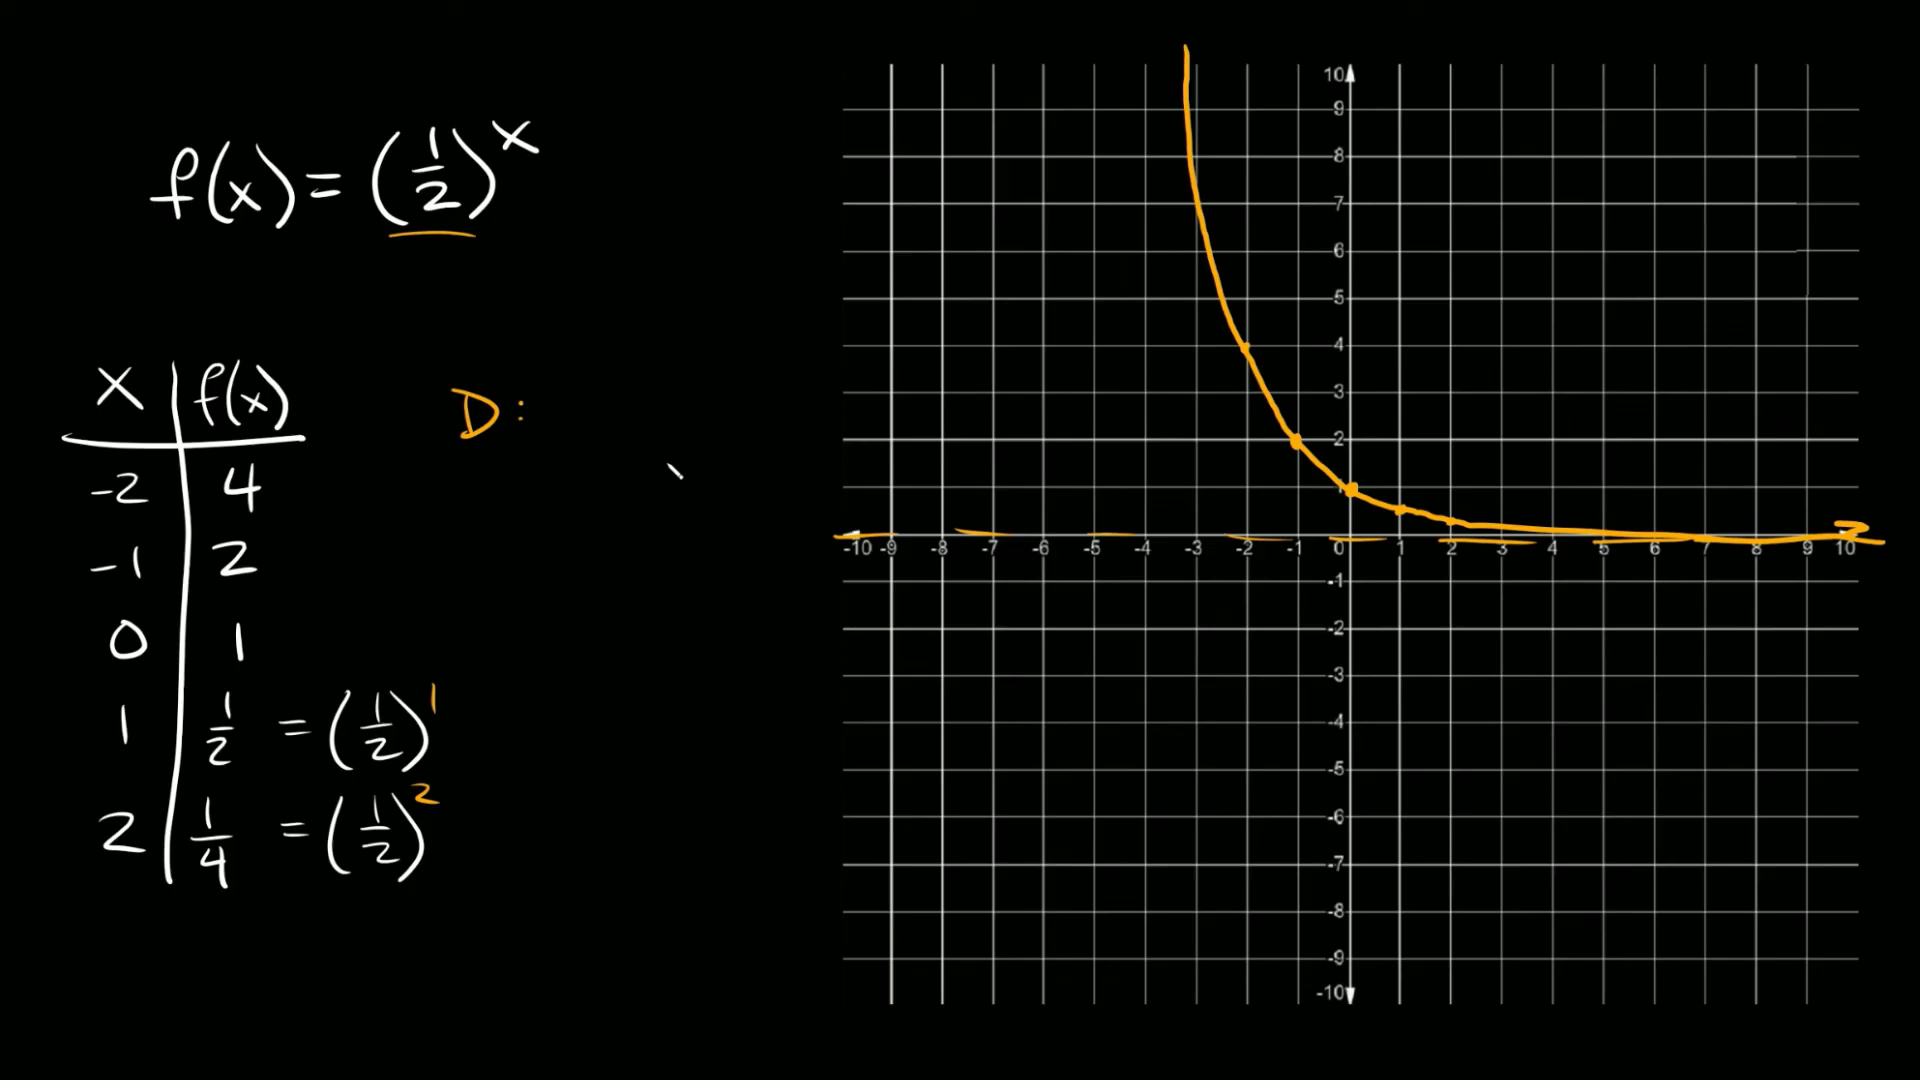 f(x) = (1/2)^x
x | f(x)
D:
-2 | 4
-1 | 2
0 | 1
1 | 1/2 = (1/2)^1
2 | 1/4 = (1/2)^2
10
9
8
7
6
5
4
3
2
1
-10 -9 -8 -7 -6 -5 -4 -3 -2 -1 0 1 2 3 4 5 6 7 8 9 10
-1
-2
-3
-4
-5
-6
-7
-8
-9
-10